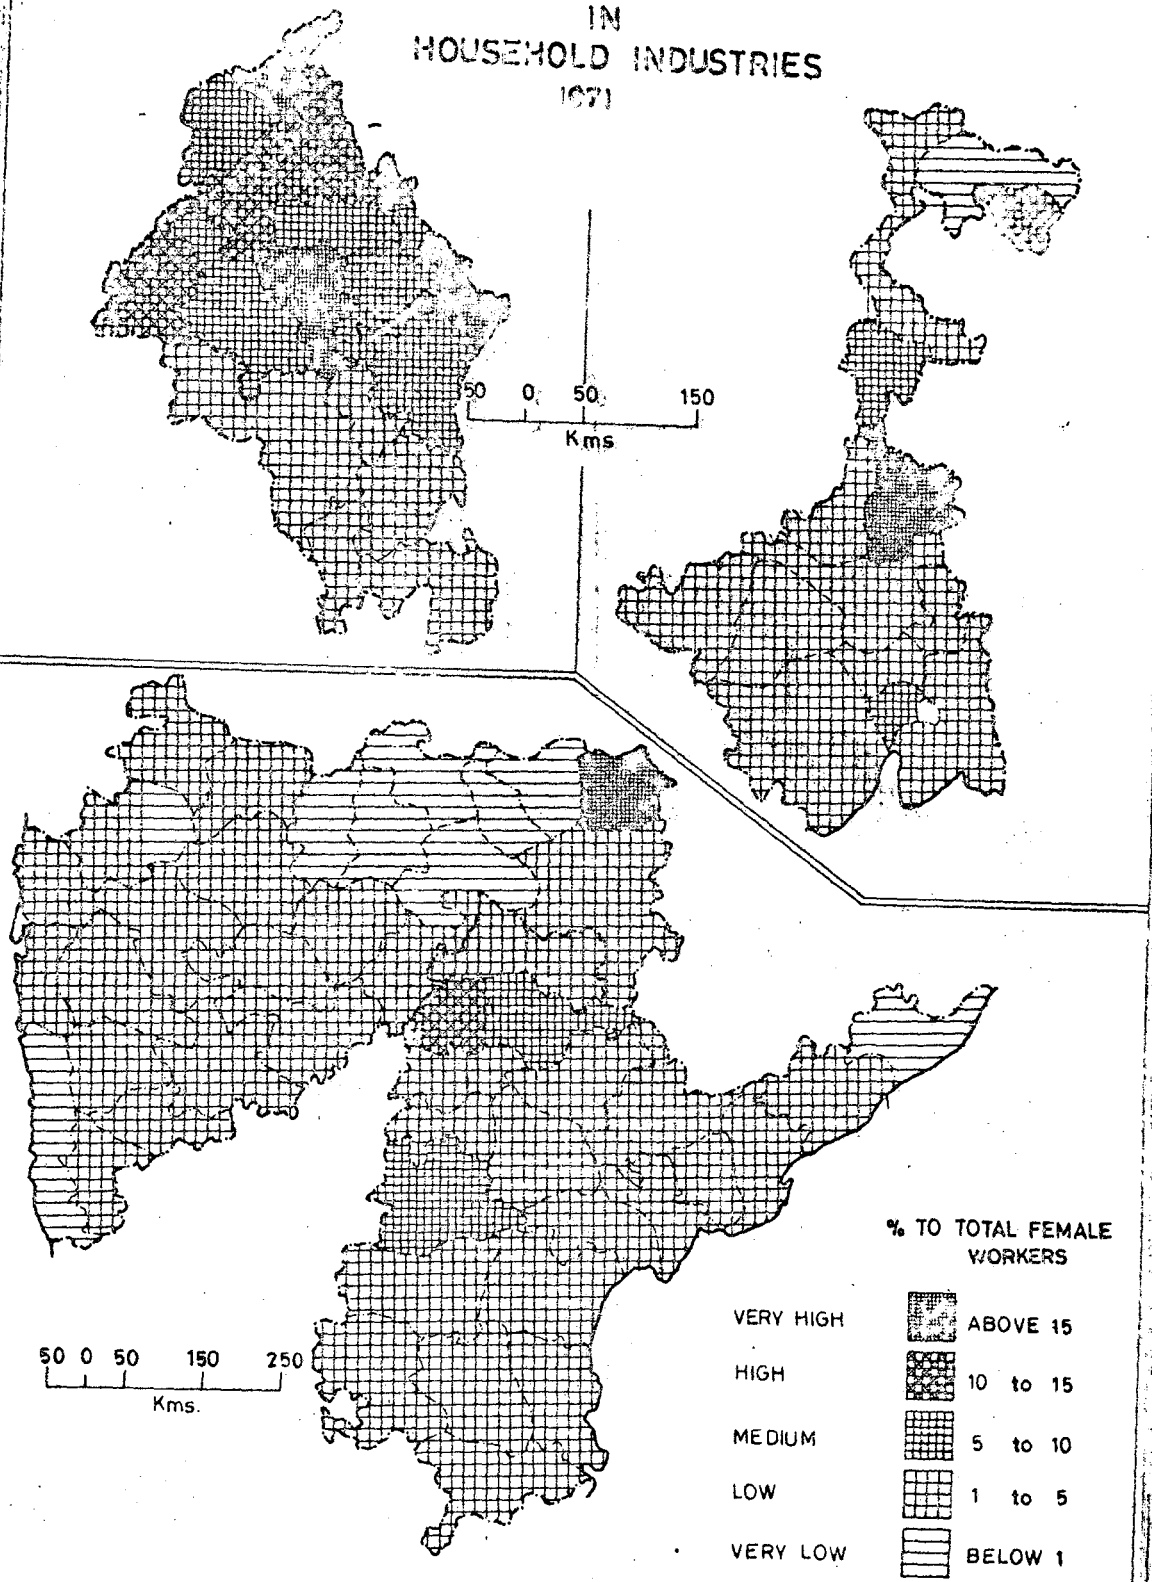 IN
HOUSEHOLD INDUSTRIES
1971
50 0 50 150
Kms
% TO TOTAL FEMALE
WORKERS
VERY HIGH ABOVE 15
HIGH 10 to 15
MEDIUM 5 to 10
LOW 1 to 5
VERY LOW BELOW 1
50 0 50 150 250
Kms.